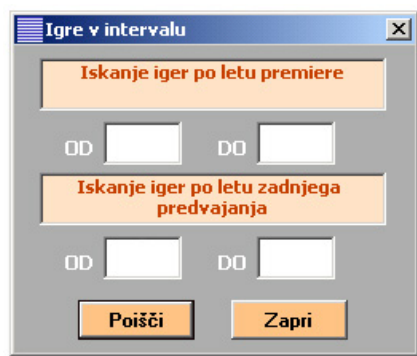 Igre v intervalu
Iskanje iger po letu premiere
OD DO
Iskanje iger po letu zadnjega
predvajanja
OD DO
Poišči Zapri